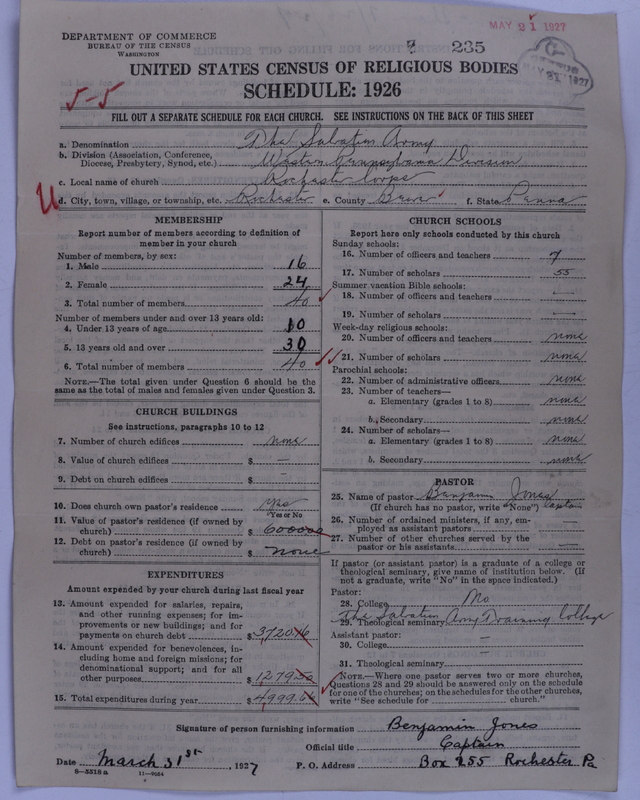 DEPARTMENT OF COMMERCE
BUREAU OF THE CENSUS
WASHINGTON
7 235
MAY 21 1927
UNITED STATES CENSUS OF RELIGIOUS BODIES
5-5
SCHEDULE: 1926
FILL OUT A SEPARATE SCHEDULE FOR EACH CHURCH. SEE INSTRUCTIONS ON THE BACK OF THIS SHEET
a. Denomination The Salvation Army
b. Division (Association, Conference, Diocese, Presbytery, Synod, etc.) Western Pennsylvania Division
c. Local name of church Rochester Corps
d. City, town, village, or township, etc. Rochester e. County Beaver f. State Penna
MEMBERSHIP
Report number of members according to definition of
member in your church
Number of members, by sex:
1. Male 16
2. Female 24
3. Total number of members 40
Number of members under and over 13 years old:
4. Under 13 years of age 10
5. 13 years old and over 30
6. Total number of members 40
NOTE.—The total given under Question 6 should be the
same as the total of males and females given under Question 3.
CHURCH BUILDINGS
See instructions, paragraphs 10 to 12
7. Number of church edifices none
8. Value of church edifices $ —
9. Debt on church edifices $ —
10. Does church own pastor's residence? Yes
Yes or No
11. Value of pastor's residence (if owned by
church) $ 6000.00
12. Debt on pastor's residence (if owned by
church) $ none
EXPENDITURES
Amount expended by your church during last fiscal year
13. Amount expended for salaries, repairs,
and other running expenses; for im-
provements or new buildings; and for
payments on church debt $
14. Amount expended for benevolences, in-
cluding home and foreign missions; for
denominational support; and for all
other purposes $
15. Total expenditures during year $
CHURCH SCHOOLS
Report here only schools conducted by this church
Sunday schools:
16. Number of officers and teachers 7
17. Number of scholars 55
Summer vacation Bible schools:
18. Number of officers and teachers —
19. Number of scholars —
Week-day religious schools:
20. Number of officers and teachers none
21. Number of scholars none
Parochial schools:
22. Number of administrative officers none
23. Number of teachers—
a. Elementary (grades 1 to 8) none
b. Secondary none
24. Number of scholars—
a. Elementary (grades 1 to 8) none
b. Secondary none
PASTOR
25. Name of pastor Benjamin Jones
(If church has no pastor, write "None") Captain
26. Number of ordained ministers, if any, em-
ployed as assistant pastors —
27. Number of other churches served by the
pastor or his assistants —
If pastor (or assistant pastor) is a graduate of a college or
theological seminary, give name of institution below. (If
not a graduate, write "No" in the space indicated.)
Pastor:
28. College No
29. Theological seminary The Salvation Army Training College
Assistant pastor:
30. College —
31. Theological seminary —
NOTE.—Where one pastor serves two or more churches,
Questions 28 and 29 should be answered only on the schedule
for one of the churches; on the schedules for the other churches,
write "See schedule for church."
Signature of person furnishing information Benjamin Jones
Official title Captain
Date March 31st, 1927 P. O. Address Box 255 Rochester Pa
8—5318a 11—9064